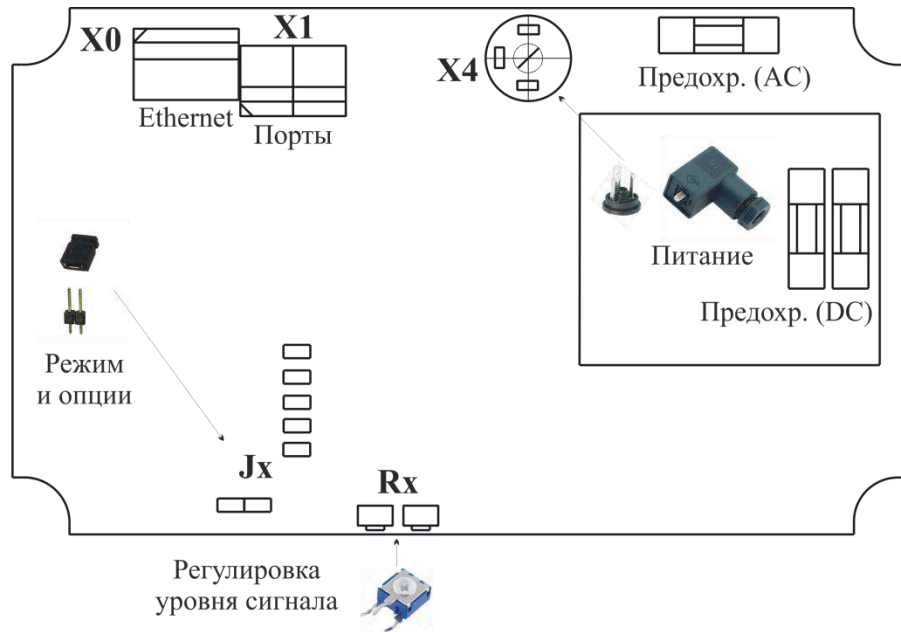 X0
X1
X4
Ethernet
Порты
Предохр. (AC)
Питание
Предохр. (DC)
Режим
и опции
Jx
Rx
Регулировка
уровня сигнала